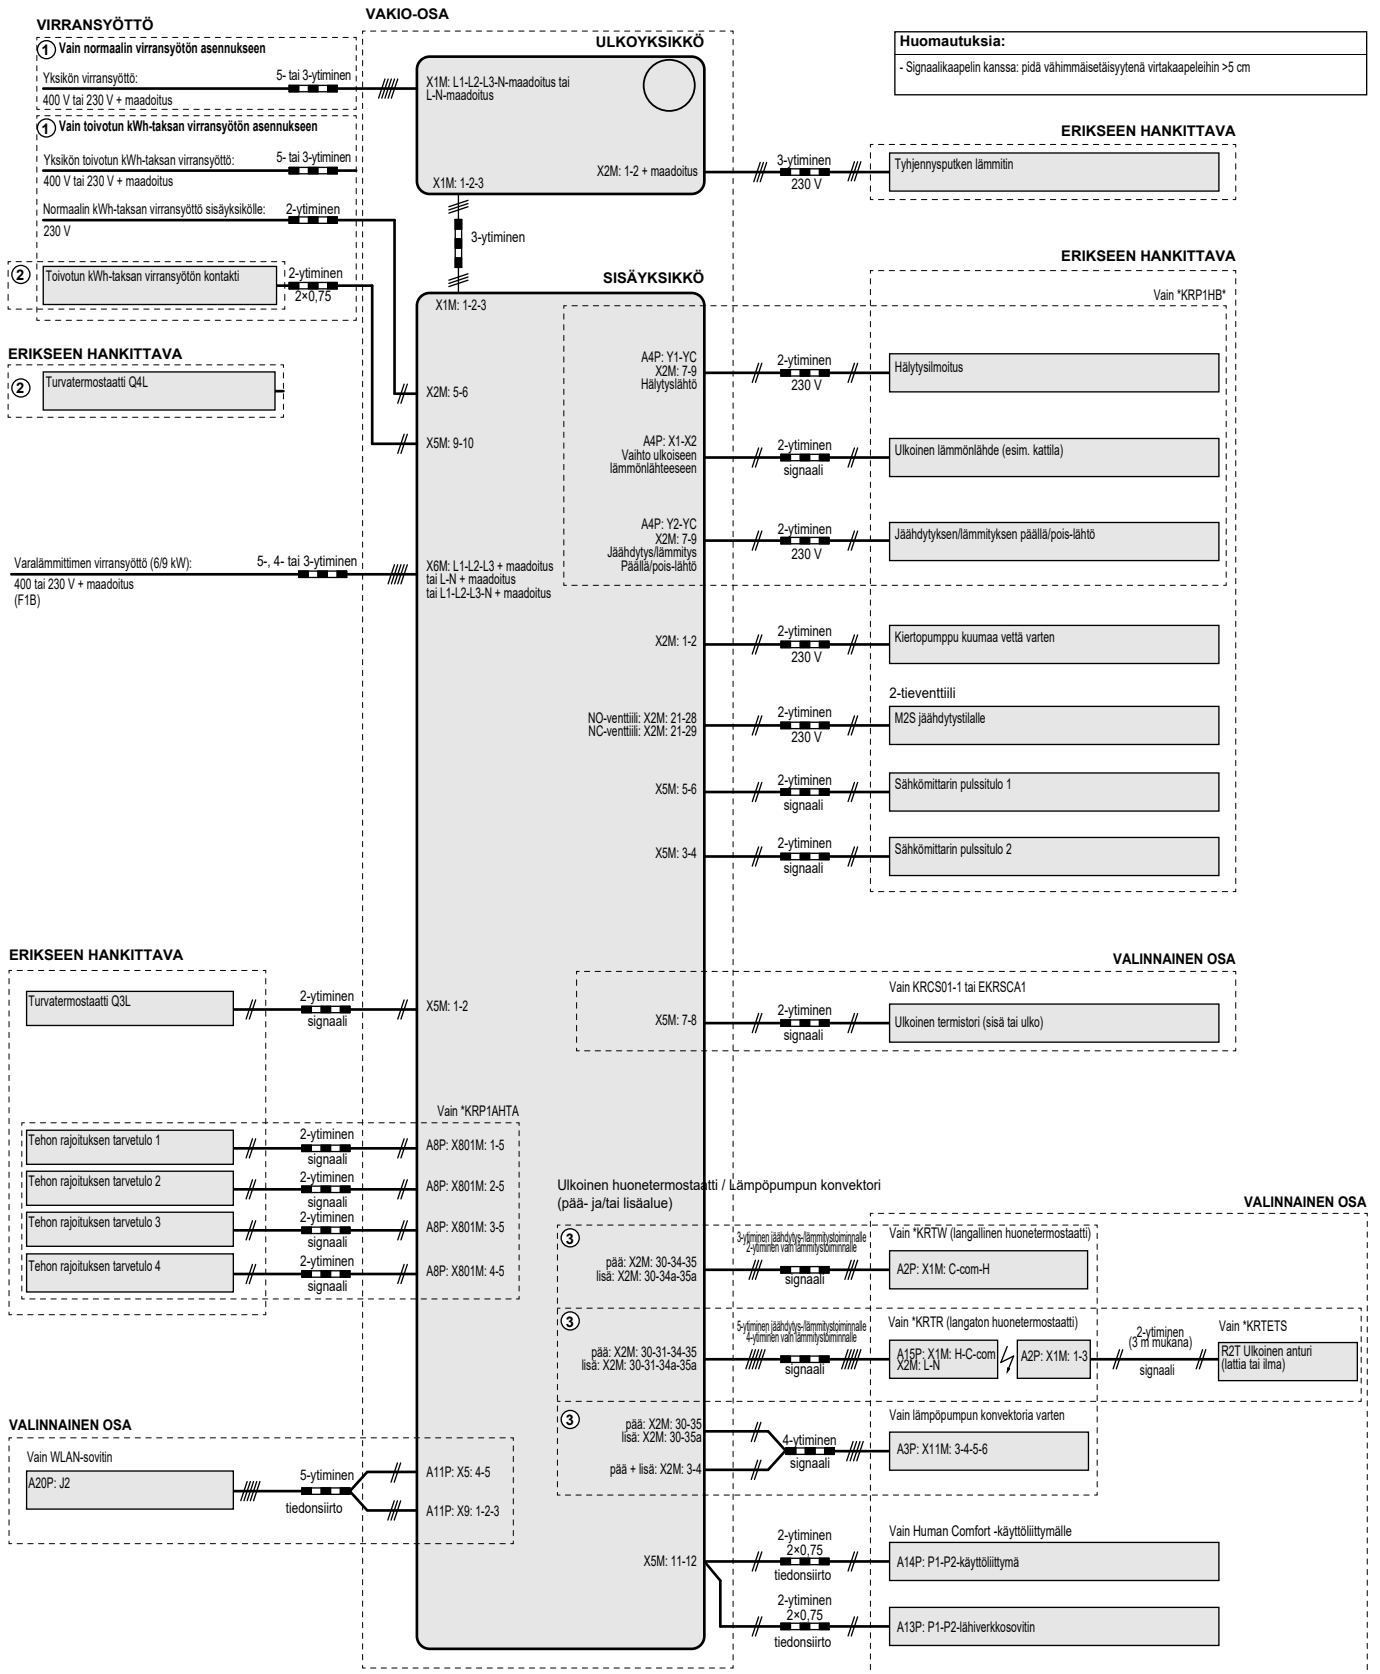 VIRRANSYÖTTÖ
① Vain normaalin virransyötön asennukseen
Yksikön virransyöttö:
5- tai 3-ytiminen
400 V tai 230 V + maadoitus
① Vain toivotun kWh-taksan virransyötön asennukseen
Yksikön toivotun kWh-taksan virransyöttö:
5- tai 3-ytiminen
400 V tai 230 V + maadoitus
Normaalin kWh-taksan virransyöttö sisäyksikölle:
2-ytiminen
230 V
②
Toivotun kWh-taksan virransyötön kontakti
2-ytiminen
2×0,75
ERIKSEEN HANKITTAVA
②
Turvatermostaatti Q4L
Varalämmittimen virransyöttö (6/9 kW):
5-, 4- tai 3-ytiminen
400 tai 230 V + maadoitus
(F1B)
ERIKSEEN HANKITTAVA
Turvatermostaatti Q3L
2-ytiminen
signaali
Tehon rajoituksen tarvetulo 1
2-ytiminen
signaali
Tehon rajoituksen tarvetulo 2
2-ytiminen
signaali
Tehon rajoituksen tarvetulo 3
2-ytiminen
signaali
Tehon rajoituksen tarvetulo 4
2-ytiminen
signaali
VALINNAINEN OSA
Vain WLAN-sovitin
A20P: J2
5-ytiminen
tiedonsiirto
VAKIO-OSA
ULKOYKSIKKÖ
X1M: L1-L2-L3-N-maadoitus tai
L-N-maadoitus
X2M: 1-2 + maadoitus
X1M: 1-2-3
3-ytiminen
SISÄYKSIKKÖ
X1M: 1-2-3
X2M: 5-6
X5M: 9-10
X6M: L1-L2-L3 + maadoitus
tai L-N + maadoitus
tai L1-L2-L3-N + maadoitus
X5M: 1-2
Vain *KRP1AHTA
A8P: X801M: 1-5
A8P: X801M: 2-5
A8P: X801M: 3-5
A8P: X801M: 4-5
A11P: X5: 4-5
A11P: X9: 1-2-3
Huomautuksia:
- Signaalikaapelin kanssa: pidä vähimmäisetäisyytenä virtakaapeleihin >5 cm
ERIKSEEN HANKITTAVA
3-ytiminen
230 V
Tyhjennysputken lämmitin
ERIKSEEN HANKITTAVA
Vain *KRP1HB*
A4P: Y1-YC
X2M: 7-9
Hälytyslähtö
2-ytiminen
230 V
Hälytysilmoitus
A4P: X1-X2
Vaihto ulkoiseen
lämmönlähteeseen
2-ytiminen
signaali
Ulkoinen lämmönlähde (esim. kattila)
A4P: Y2-YC
X2M: 7-9
Jäähdytys/lämmitys
Päällä/pois-lähtö
2-ytiminen
230 V
Jäähdytyksen/lämmityksen päällä/pois-lähtö
X2M: 1-2
2-ytiminen
230 V
Kiertopumppu kuumaa vettä varten
2-tieventtiili
NO-venttiili: X2M: 21-28
NC-venttiili: X2M: 21-29
2-ytiminen
230 V
M2S jäähdytystilalle
X5M: 5-6
2-ytiminen
signaali
Sähkömittarin pulssitulo 1
X5M: 3-4
2-ytiminen
signaali
Sähkömittarin pulssitulo 2
VALINNAINEN OSA
Vain KRCS01-1 tai EKRSCA1
X5M: 7-8
2-ytiminen
signaali
Ulkoinen termistori (sisä tai ulko)
Ulkoinen huonetermostaatti / Lämpöpumpun konvektori
(pää- ja/tai lisäalue)
VALINNAINEN OSA
③
pää: X2M: 30-34-35
lisä: X2M: 30-34a-35a
3-ytiminen jäähdytys-/lämmitystoiminnalle
2-ytiminen vain lämmitystoiminnalle
signaali
Vain *KRTW (langallinen huonetermostaatti)
A2P: X1M: C-com-H
③
pää: X2M: 30-31-34-35
lisä: X2M: 30-31-34a-35a
5-ytiminen jäähdytys-/lämmitystoiminnalle
4-ytiminen vain lämmitystoiminnalle
signaali
Vain *KRTR (langaton huonetermostaatti)
A15P: X1M: H-C-com
X2M: L-N
A2P: X1M: 1-3
2-ytiminen
(3 m mukana)
signaali
Vain *KRTETS
R2T Ulkoinen anturi
(lattia tai ilma)
③
pää: X2M: 30-35
lisä: X2M: 30-35a
pää + lisä: X2M: 3-4
4-ytiminen
signaali
Vain lämpöpumpun konvektoria varten
A3P: X11M: 3-4-5-6
X5M: 11-12
2-ytiminen
2×0,75
tiedonsiirto
Vain Human Comfort -käyttöliittymälle
A14P: P1-P2-käyttöliittymä
2-ytiminen
2×0,75
tiedonsiirto
A13P: P1-P2-lähiverkkosovitin